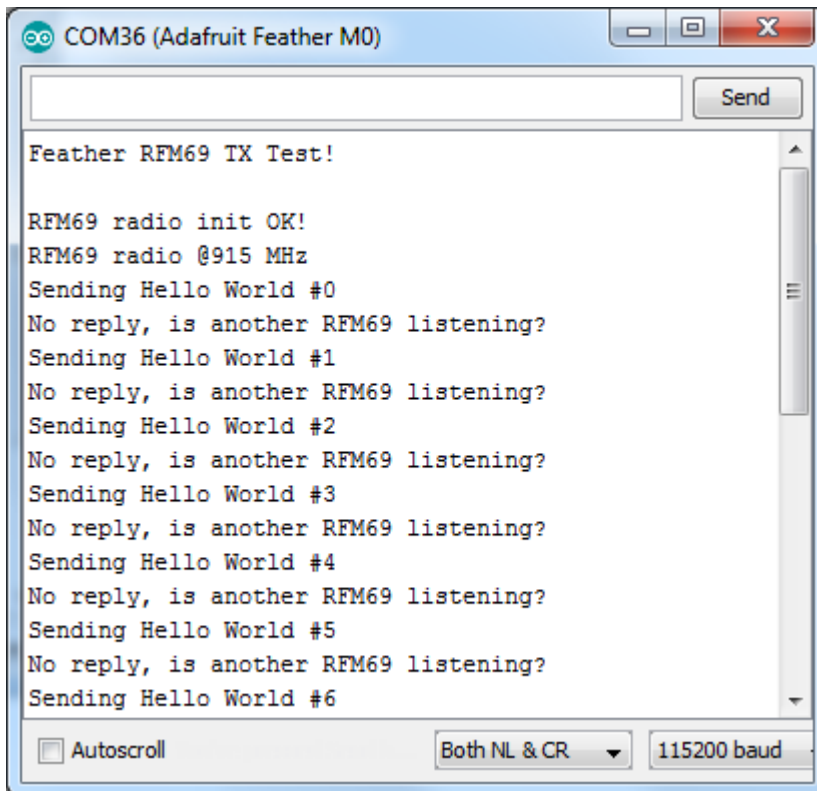 COM36 (Adafruit Feather M0)
Send
Feather RFM69 TX Test!
RFM69 radio init OK!
RFM69 radio @915 MHz
Sending Hello World #0
No reply, is another RFM69 listening?
Sending Hello World #1
No reply, is another RFM69 listening?
Sending Hello World #2
No reply, is another RFM69 listening?
Sending Hello World #3
No reply, is another RFM69 listening?
Sending Hello World #4
No reply, is another RFM69 listening?
Sending Hello World #5
No reply, is another RFM69 listening?
Sending Hello World #6
Autoscroll Both NL & CR 115200 baud